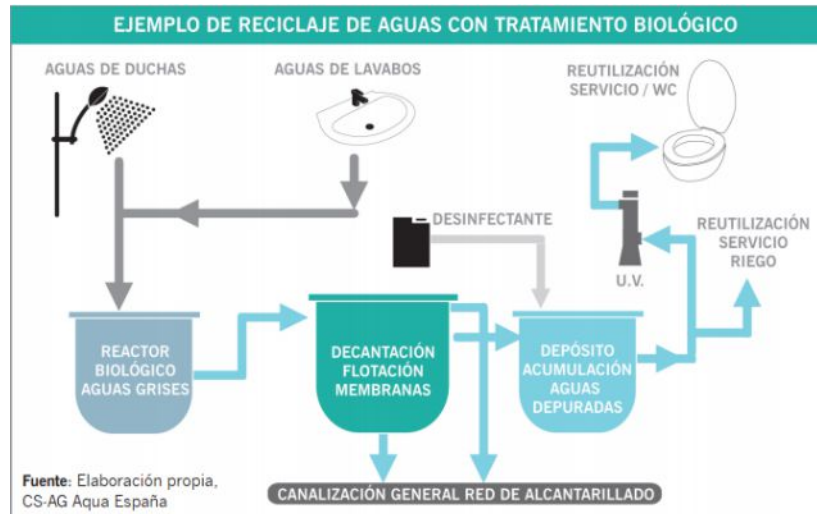 EJEMPLO DE RECICLAJE DE AGUAS CON TRATAMIENTO BIOLÓGICO
AGUAS DE DUCHAS
AGUAS DE LAVABOS
REUTILIZACIÓN
SERVICIO / WC
DESINFECTANTE
U.V.
REUTILIZACIÓN
SERVICIO
RIEGO
REACTOR
BIOLÓGICO
AGUAS GRISES
DECANTACIÓN
FLOTACIÓN
MEMBRANAS
DEPÓSITO
ACUMULACIÓN
AGUAS
DEPURADAS
Fuente: Elaboración propia,
CS-AG Aqua España
CANALIZACIÓN GENERAL RED DE ALCANTARILLADO